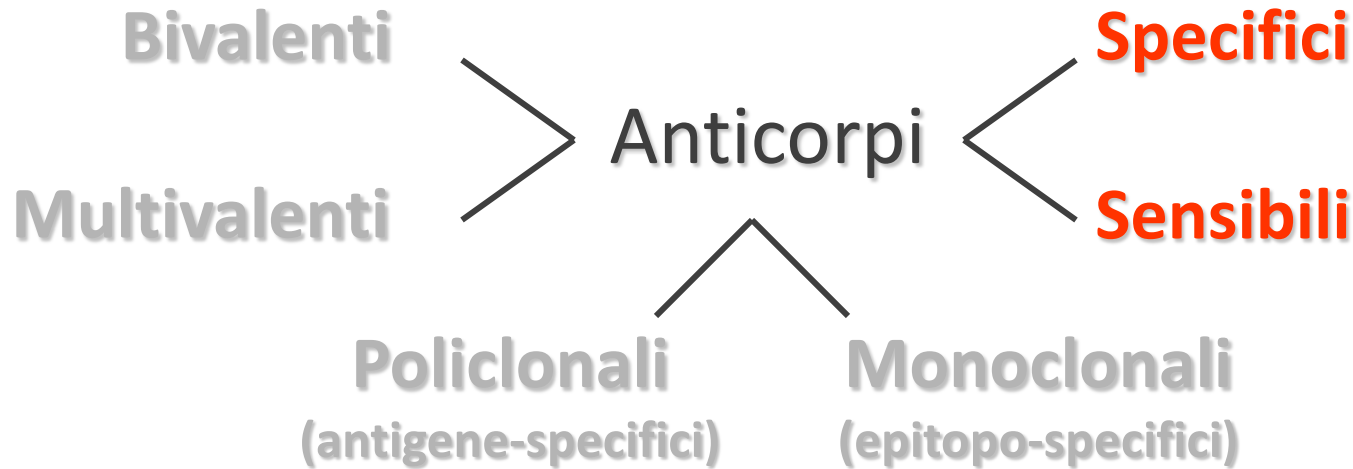 Bivalenti
Specifici
Anticorpi
Multivalenti
Sensibili
Policlonali
Monoclonali
(antigene-specifici)
(epitopo-specifici)